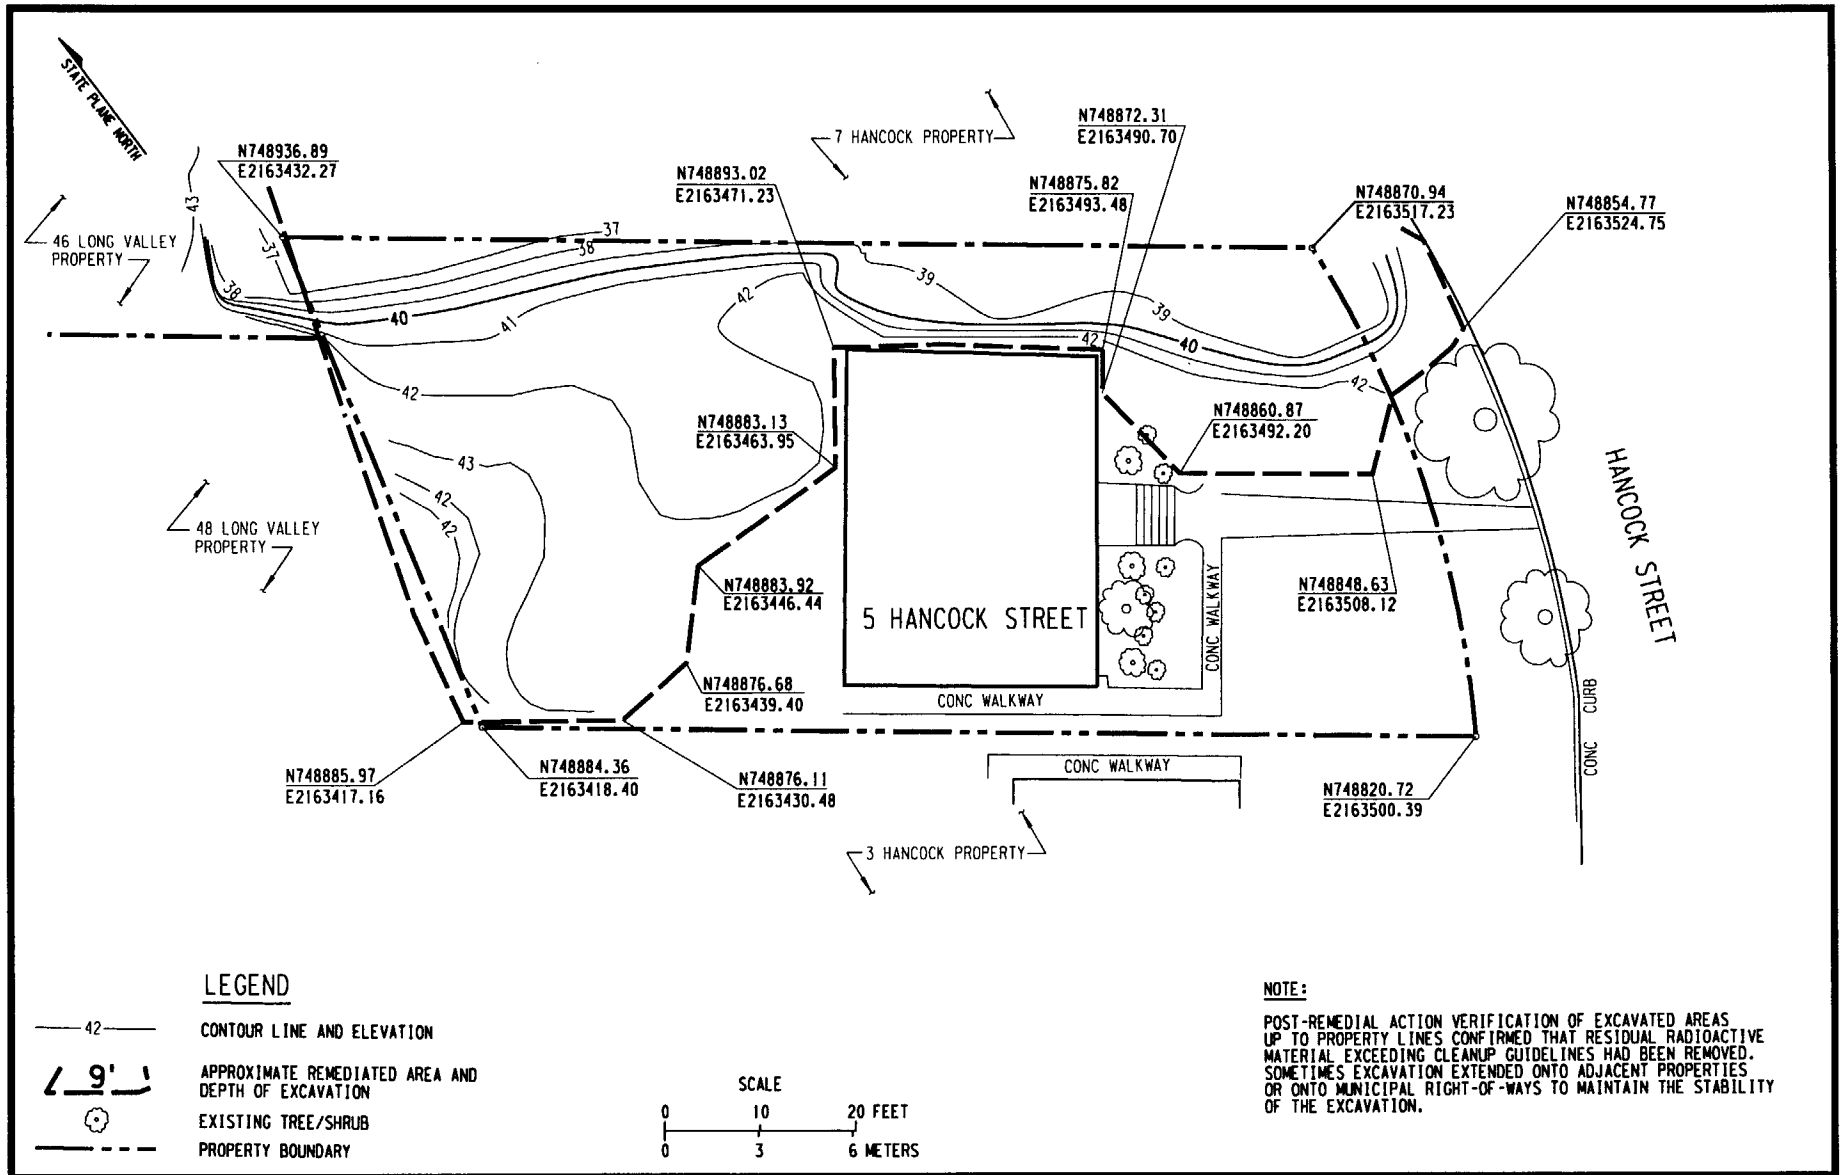 STATE PLANE NORTH
N748936.89
E2163432.27
43
46 LONG VALLEY
PROPERTY
37
38
7 HANCOCK PROPERTY
N748872.31
E2163490.70
N748893.02
E2163471.23
N748875.82
E2163493.48
N748870.94
E2163517.23
N748854.77
E2163524.75
37
38
39
39
40
41
42
42
40
42
42
N748883.13
E2163463.95
N748860.87
E2163492.20
43
42
42
48 LONG VALLEY
PROPERTY
HANCOCK STREET
N748883.92
E2163446.44
5 HANCOCK STREET
CONC WALKWAY
N748848.63
E2163508.12
N748876.68
E2163439.40
CONC WALKWAY
CONC CURB
N748885.97
E2163417.16
N748884.36
E2163418.40
N748876.11
E2163430.48
CONC WALKWAY
N748820.72
E2163500.39
3 HANCOCK PROPERTY
LEGEND
42
CONTOUR LINE AND ELEVATION
9'
APPROXIMATE REMEDIATED AREA AND
DEPTH OF EXCAVATION
EXISTING TREE/SHRUB
PROPERTY BOUNDARY
SCALE
0 10 20 FEET
0 3 6 METERS
NOTE:
POST-REMEDIAL ACTION VERIFICATION OF EXCAVATED AREAS
UP TO PROPERTY LINES CONFIRMED THAT RESIDUAL RADIOACTIVE
MATERIAL EXCEEDING CLEANUP GUIDELINES HAD BEEN REMOVED.
SOMETIMES EXCAVATION EXTENDED ONTO ADJACENT PROPERTIES
OR ONTO MUNICIPAL RIGHT-OF-WAYS TO MAINTAIN THE STABILITY
OF THE EXCAVATION.